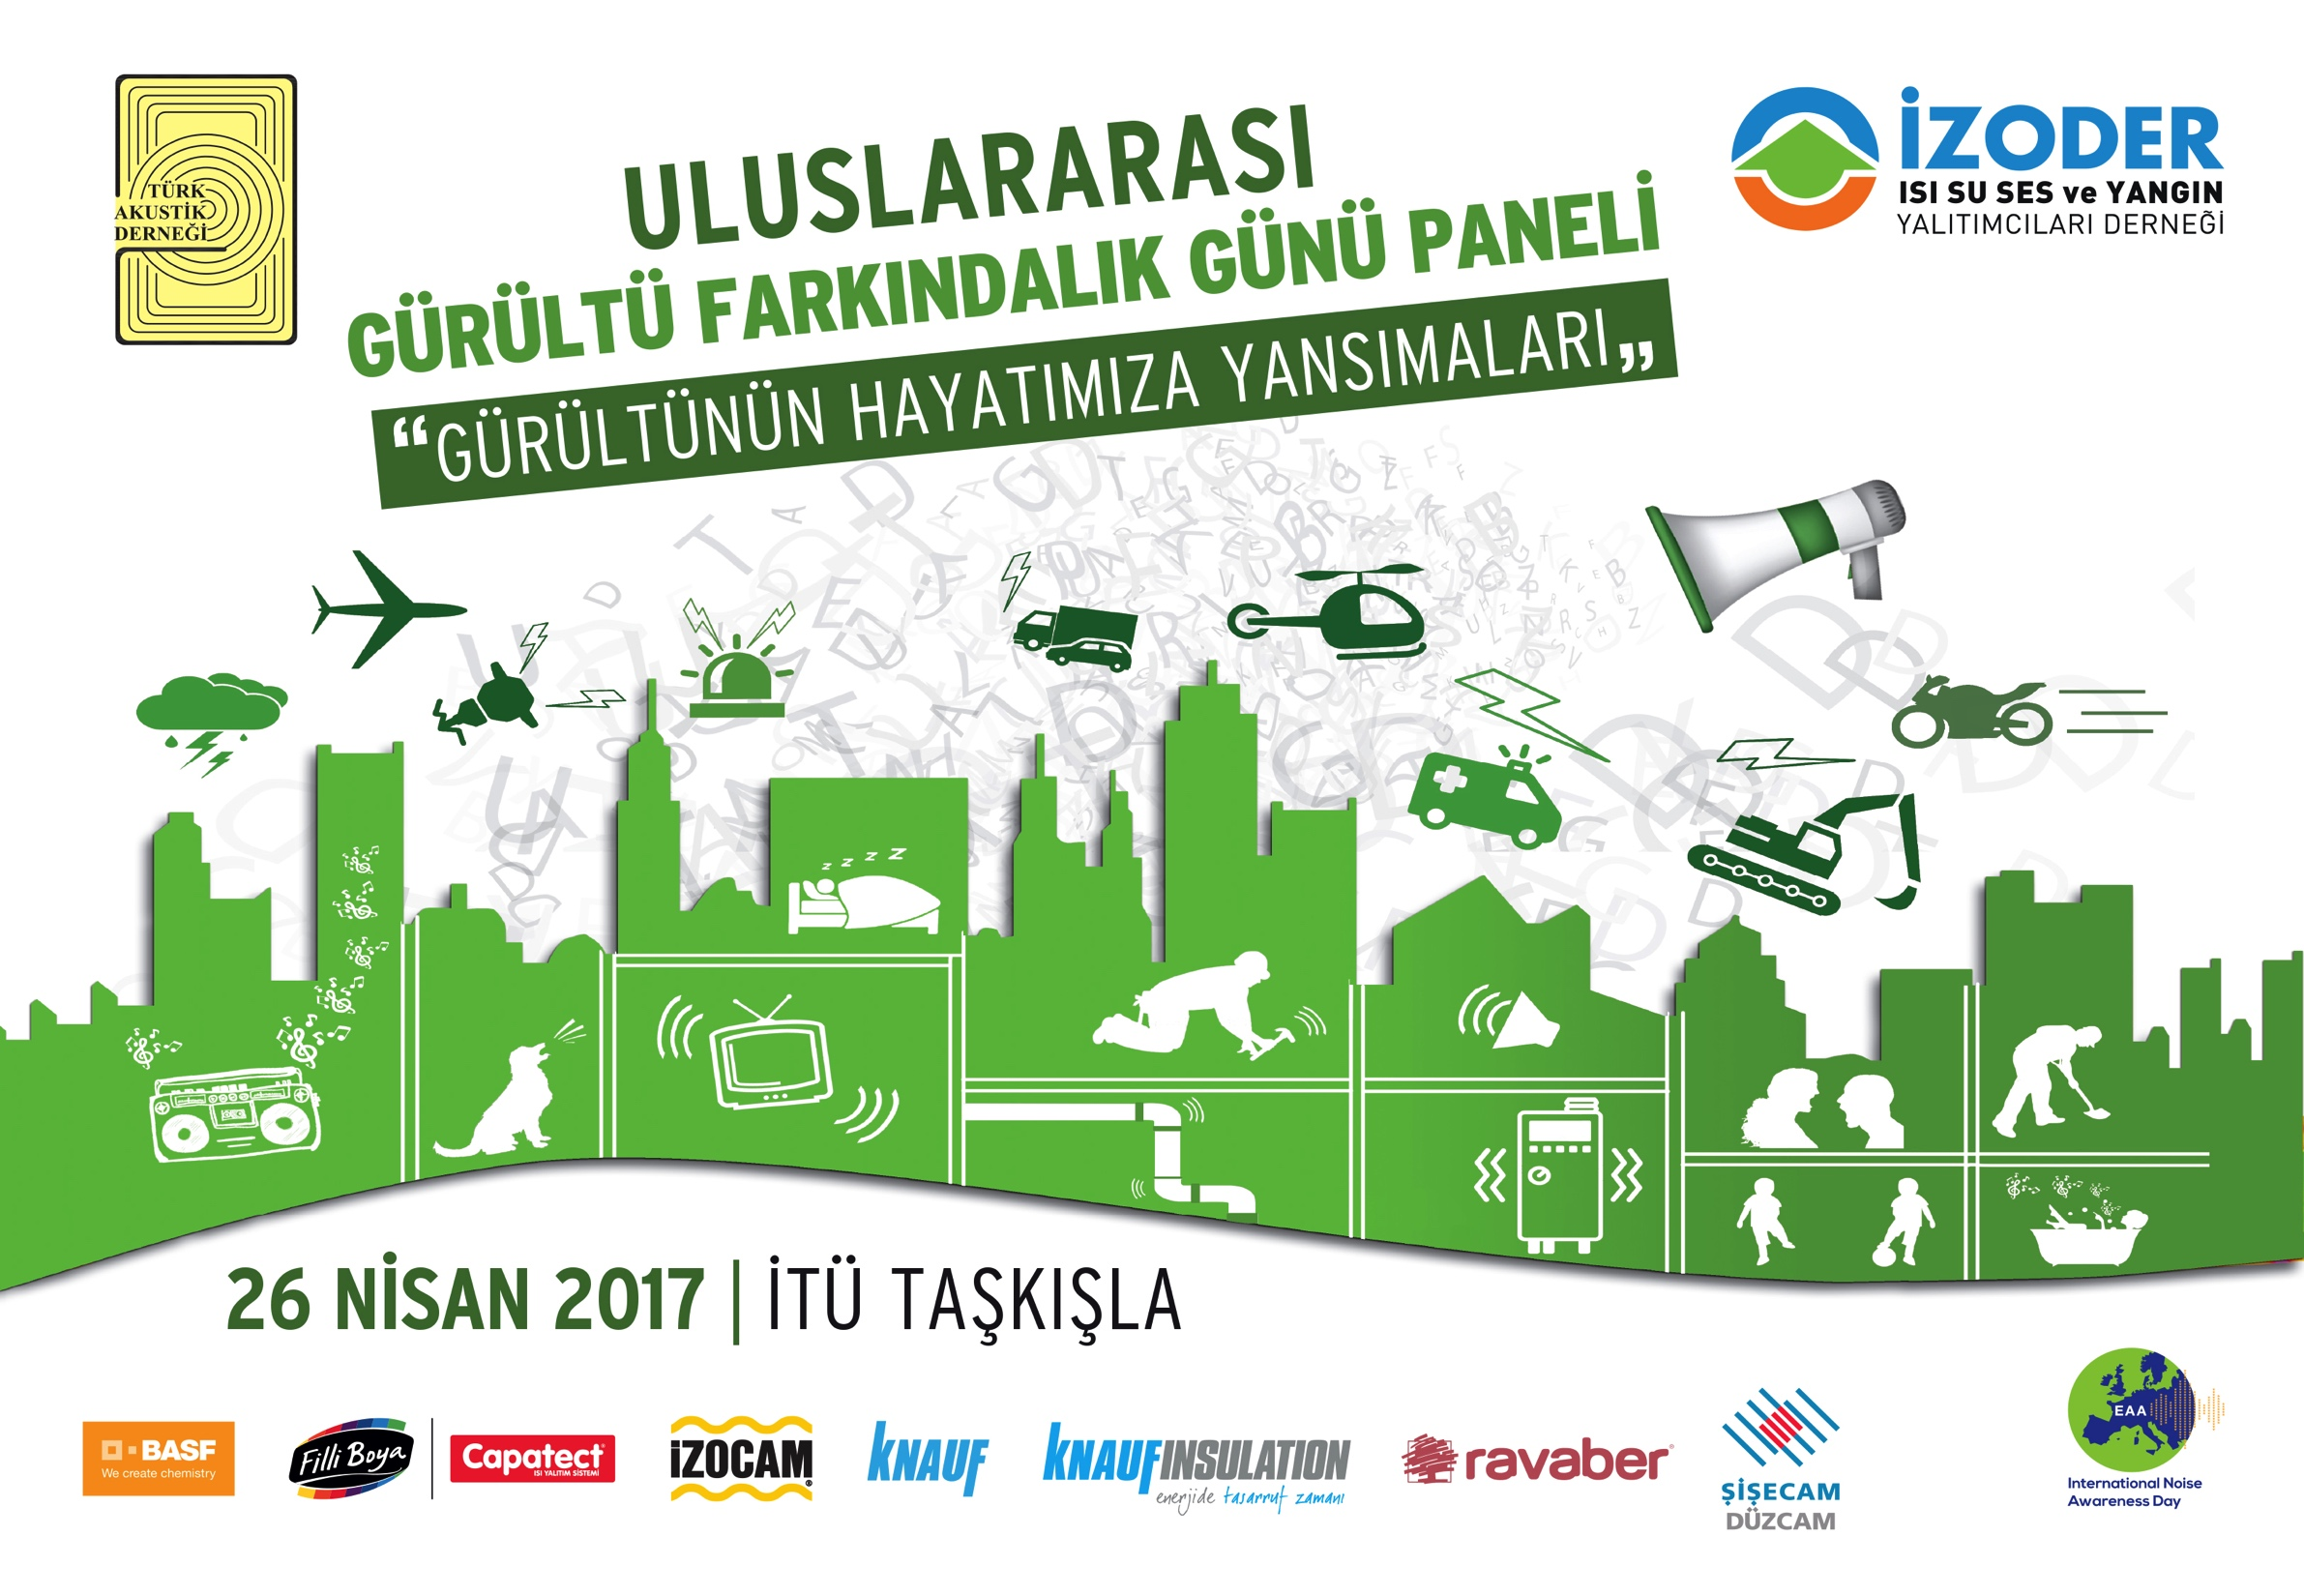 TÜRK
AKUSTİK
DERNEĞİ
ULUSLARARASI
GÜRÜLTÜ FARKINDALIK GÜNÜ PANELİ
“GÜRÜLTÜNÜN HAYATIMIZA YANSIMALARI„
İZODER
ISI SU SES ve YANGIN
YALITIMCILARI DERNEĞİ
z z z z
26 NİSAN 2017 | İTÜ TAŞKIŞLA
BASF
We create chemistry
Filli Boya
Capatect®
ISI YALITIM SİSTEMİ
İZOCAM®
KNAUF
KNAUFINSULATION
enerjide tasarruf zamanı
ravaber®
ŞİŞECAM
DÜZCAM
EAA
International Noise
Awareness Day